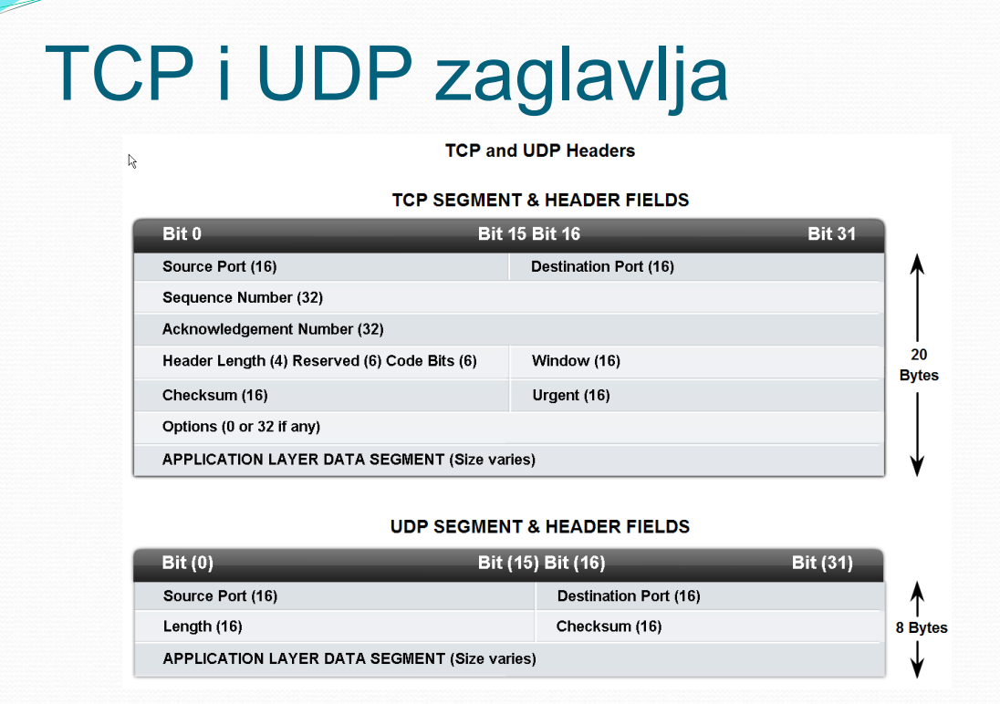 TCP i UDP zaglavlja
TCP and UDP Headers
TCP SEGMENT & HEADER FIELDS
Bit 0 Bit 15 Bit 16 Bit 31
Source Port (16) Destination Port (16)
Sequence Number (32)
Acknowledgement Number (32)
Header Length (4) Reserved (6) Code Bits (6) Window (16)
20
Bytes
Checksum (16) Urgent (16)
Options (0 or 32 if any)
APPLICATION LAYER DATA SEGMENT (Size varies)
UDP SEGMENT & HEADER FIELDS
Bit (0) Bit (15) Bit (16) Bit (31)
Source Port (16) Destination Port (16)
Length (16) Checksum (16) 8 Bytes
APPLICATION LAYER DATA SEGMENT (Size varies)